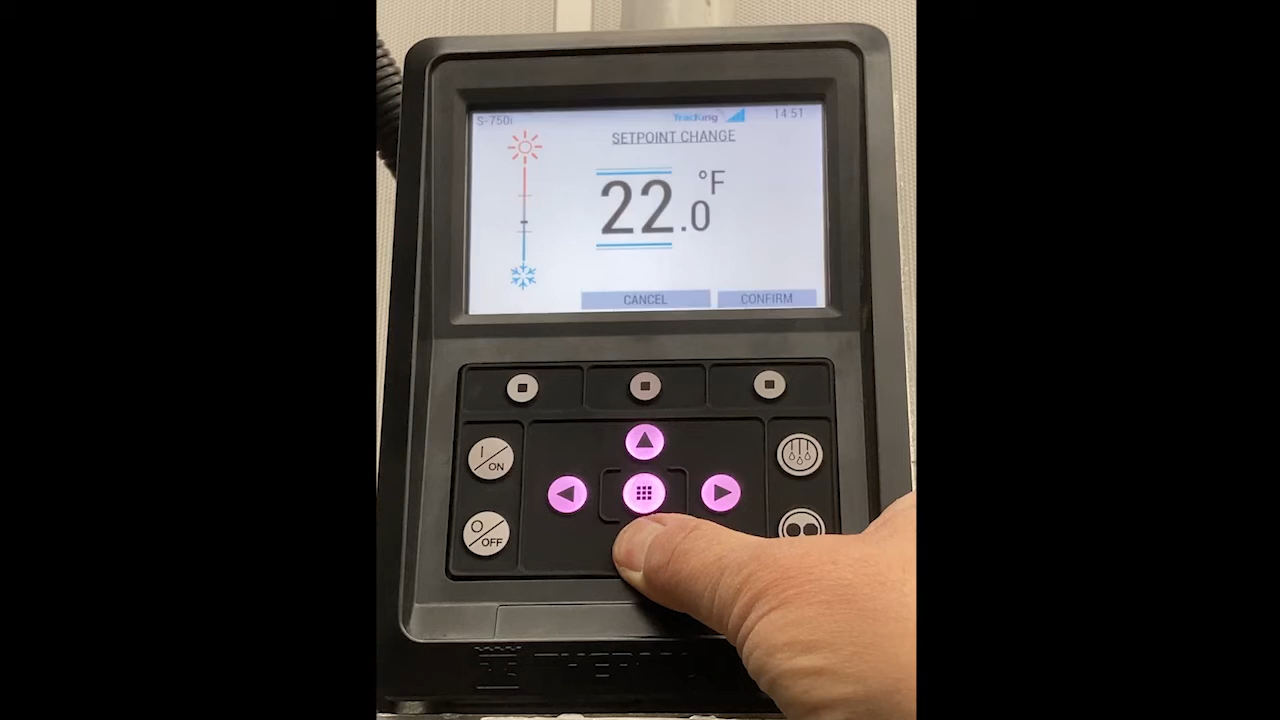 S-750i Tracking 14 51
SETPOINT CHANGE
22.0 °F
CANCEL CONFIRM
ON
OFF